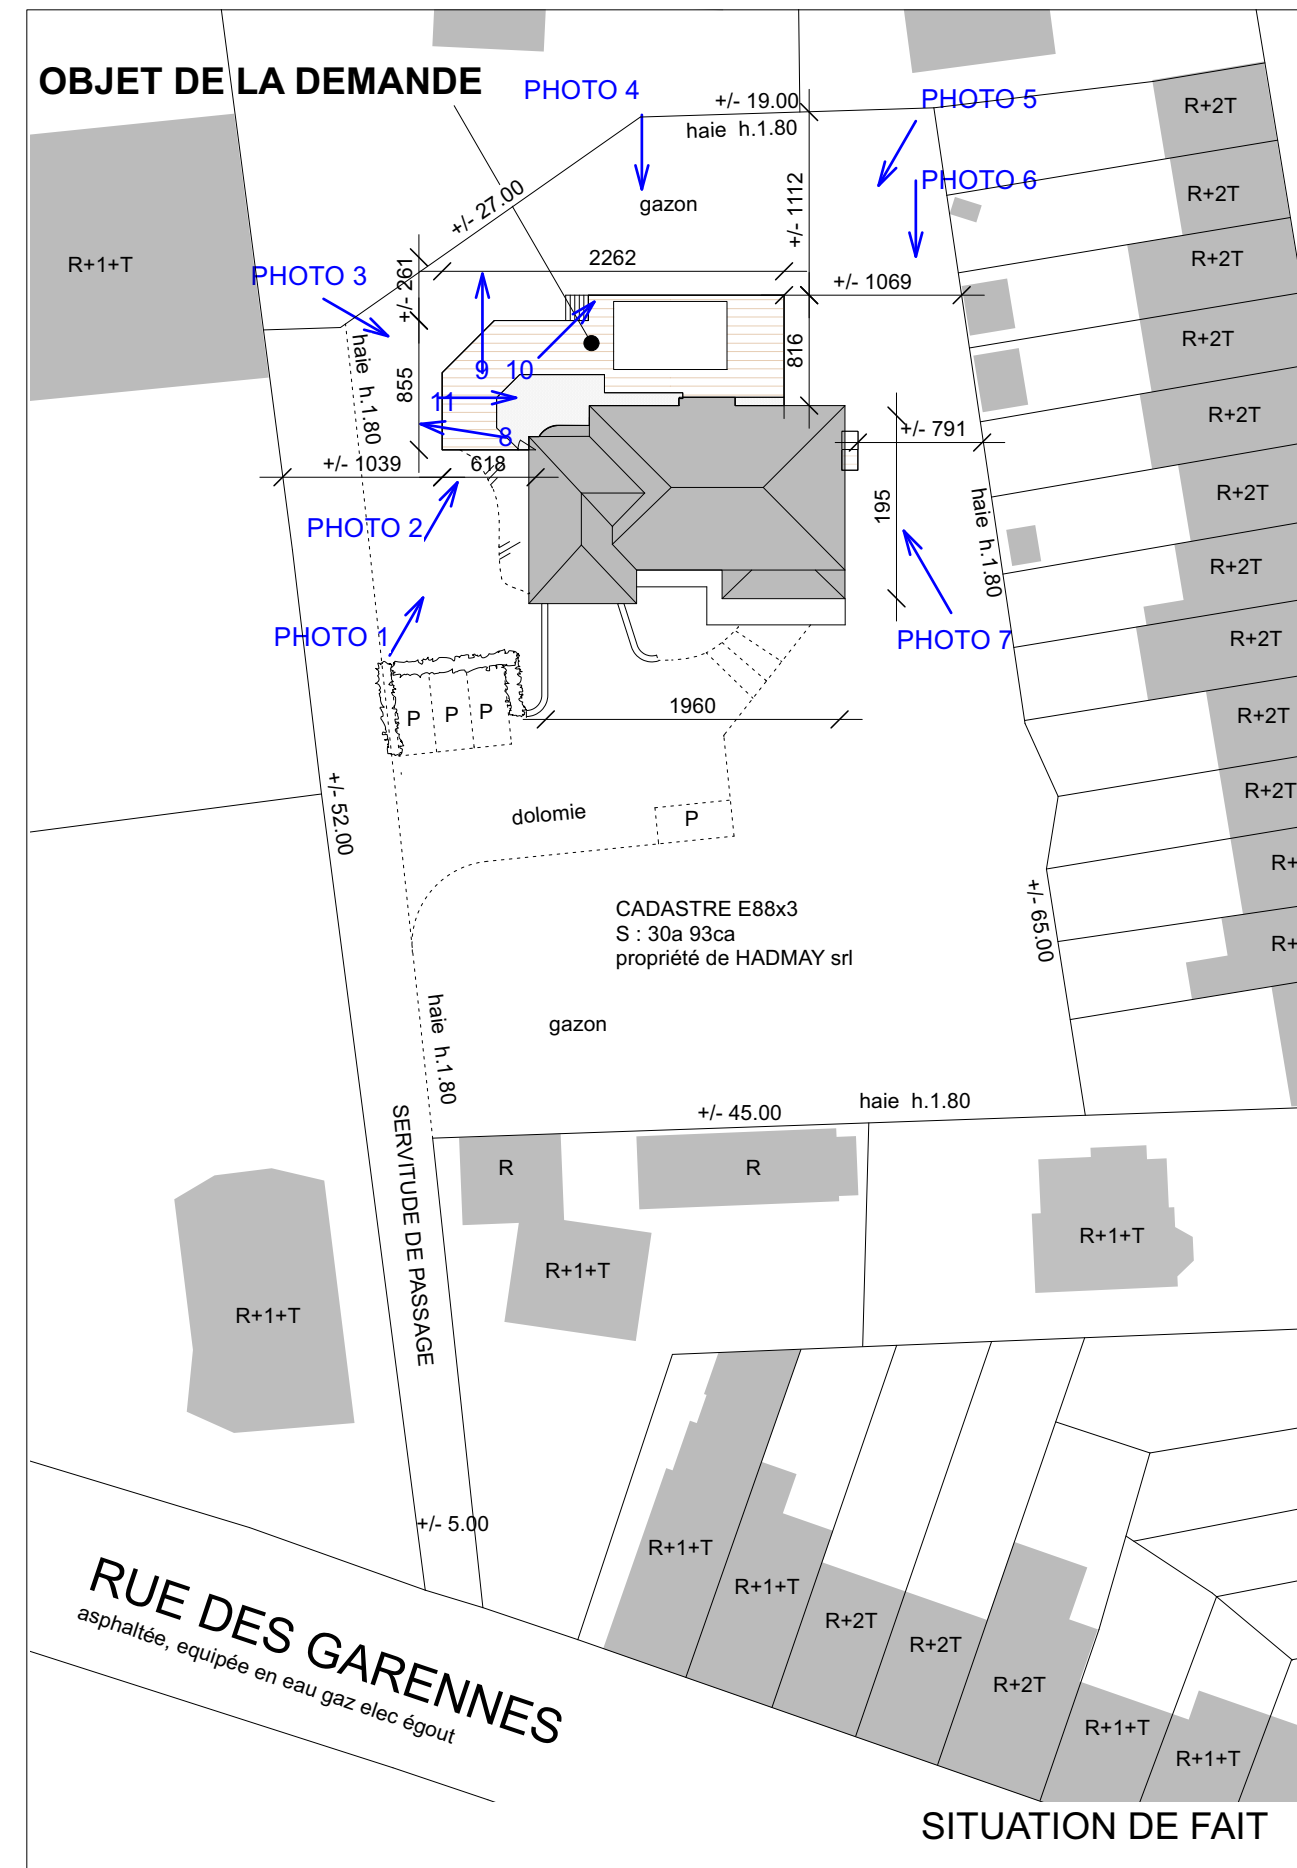 OBJET DE LA DEMANDE
PHOTO 4
+/- 19.00
haie h.1.80
PHOTO 5
R+2T
PHOTO 6
R+2T
+/- 27.00
gazon
+/- 1112
R+1+T
PHOTO 3
+/- 261
2262
+/- 1069
R+2T
haie h.1.80
855
9
10
816
R+2T
11
8
+/- 791
R+2T
+/- 1039
618
haie h.1.80
195
R+2T
PHOTO 2
R+2T
PHOTO 1
PHOTO 7
R+2T
P
P
P
1960
R+2T
+/- 52.00
dolomie
P
R+2T
R+
CADASTRE E88x3
S : 30a 93ca
propriété de HADMAY srl
+/- 65.00
R+
gazon
haie h.1.80
+/- 45.00
haie h.1.80
SERVITUDE DE PASSAGE
R
R
R+1+T
R+1+T
R+1+T
+/- 5.00
RUE DES GARENNES
asphaltée, equipée en eau gaz elec égout
R+1+T
R+1+T
R+2T
R+2T
R+2T
R+1+T
R+1+T
SITUATION DE FAIT